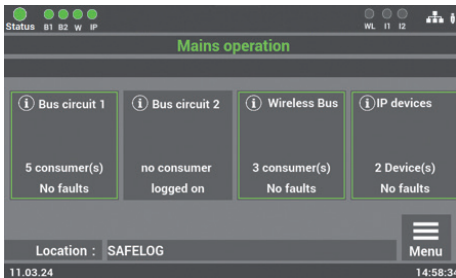 Status B1 B2 W IP WL I1 I2
Mains operation
i Bus circuit 1
5 consumer(s)
No faults
i Bus circuit 2
no consumer
logged on
i Wireless Bus
3 consumer(s)
No faults
i IP devices
2 Device(s)
No faults
Location : SAFELOG
Menu
11.03.24 14:58:34